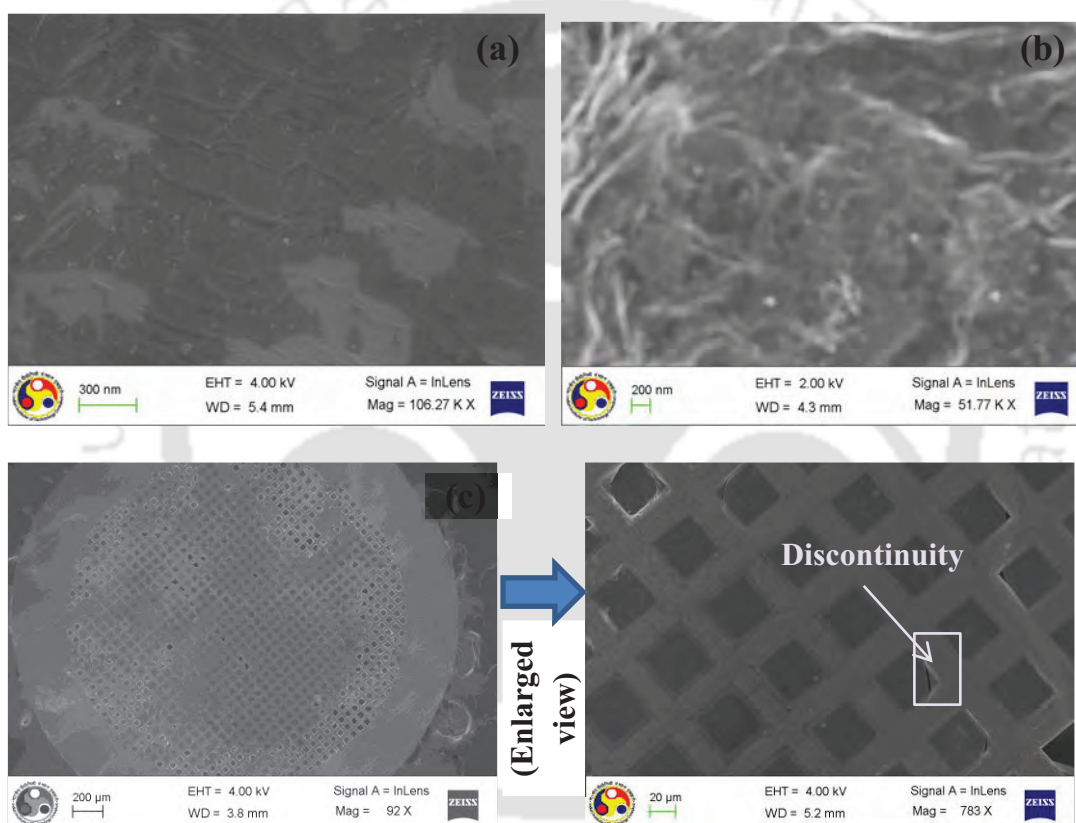 (a)
(b)
300 nm
EHT = 4.00 kV
WD = 5.4 mm
Signal A = InLens
Mag = 106.27 K X
ZEISS
200 nm
EHT = 2.00 kV
WD = 4.3 mm
Signal A = InLens
Mag = 51.77 K X
ZEISS
(c)
(Enlarged
view)
Discontinuity
200 µm
EHT = 4.00 kV
WD = 3.8 mm
Signal A = InLens
Mag = 92 X
ZEISS
20 µm
EHT = 4.00 kV
WD = 5.2 mm
Signal A = InLens
Mag = 783 X
ZEISS